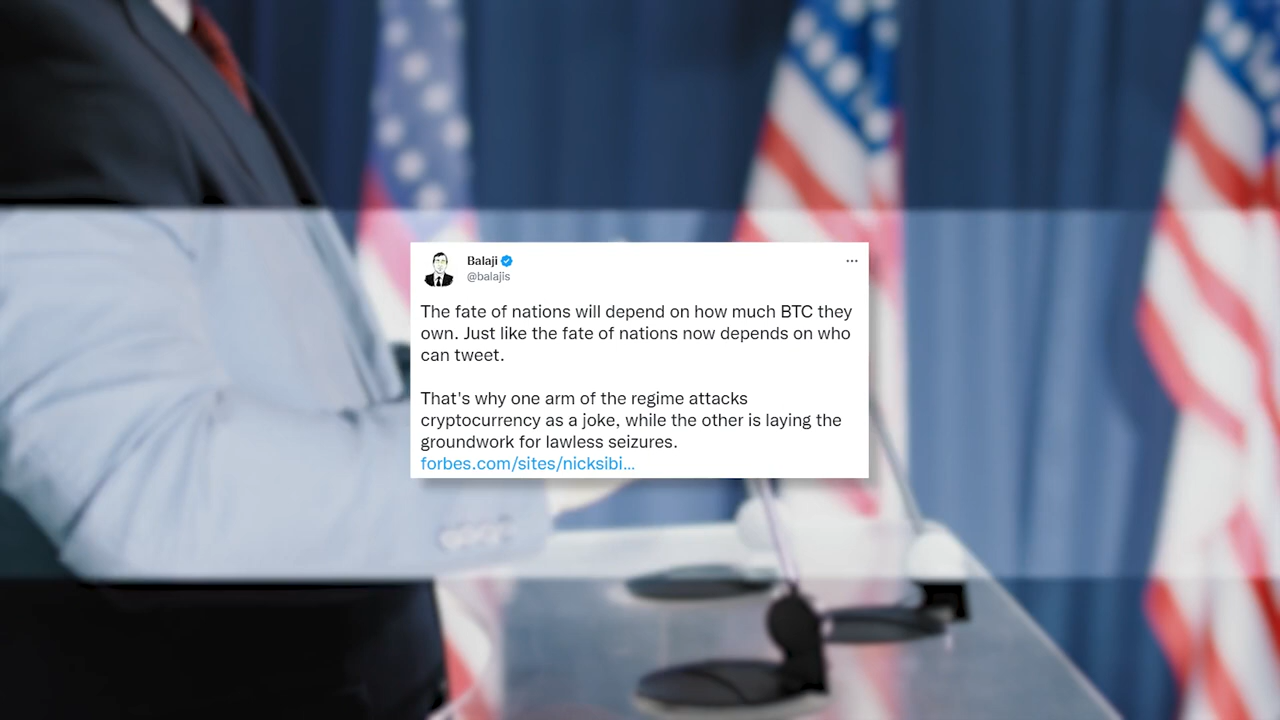 Balaji
@balajis
The fate of nations will depend on how much BTC they
own. Just like the fate of nations now depends on who
can tweet.
That's why one arm of the regime attacks
cryptocurrency as a joke, while the other is laying the
groundwork for lawless seizures.
forbes.com/sites/nicksibi...